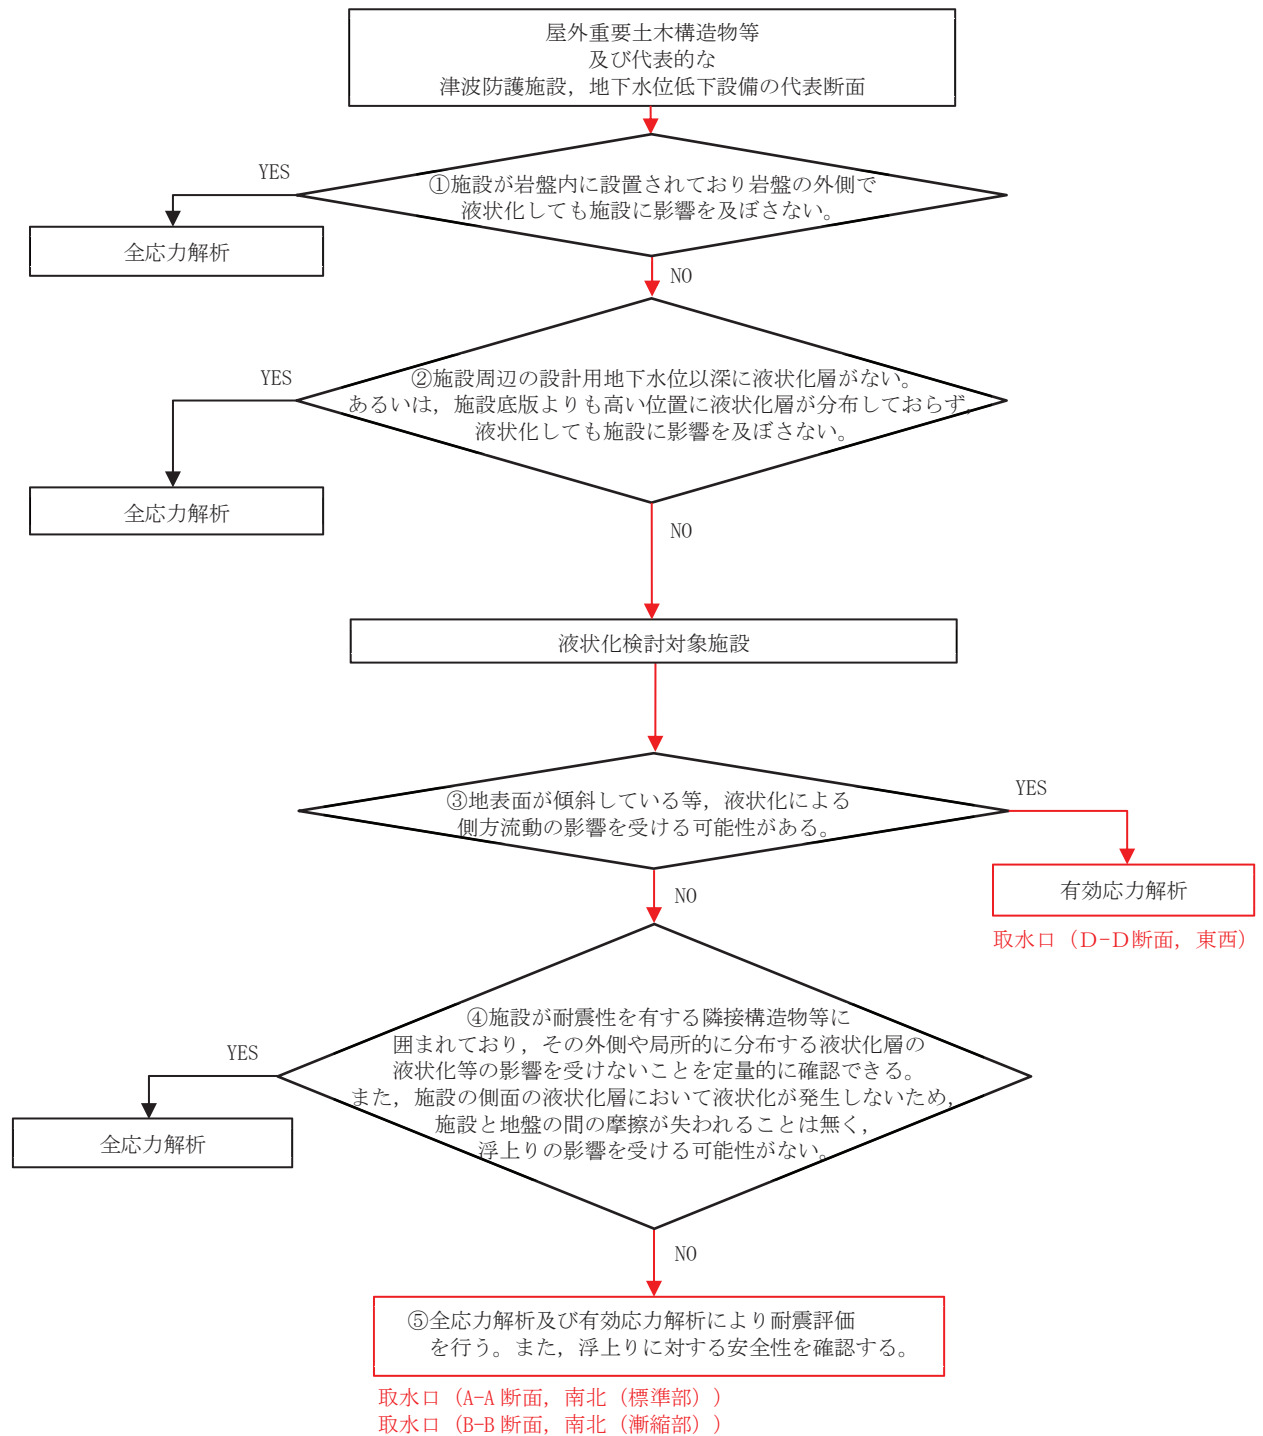 屋外重要土木構造物等
及び代表的な
津波防護施設，地下水位低下設備の代表断面
YES
①施設が岩盤内に設置されており岩盤の外側で
液状化しても施設に影響を及ぼさない。
全応力解析
NO
YES
②施設周辺の設計用地下水位以深に液状化層がない。
あるいは，施設底版よりも高い位置に液状化層が分布しておらず，
液状化しても施設に影響を及ぼさない。
全応力解析
NO
液状化検討対象施設
YES
③地表面が傾斜している等，液状化による
側方流動の影響を受ける可能性がある。
有効応力解析
NO
取水口（Ｄ−Ｄ断面，東西）
④施設が耐震性を有する隣接構造物等に
囲まれており，その外側や局所的に分布する液状化層の
液状化等の影響を受けないことを定量的に確認できる。
また，施設の側面の液状化層において液状化が発生しないため，
施設と地盤の間の摩擦が失われることは無く，
浮上りの影響を受ける可能性がない。
YES
全応力解析
NO
⑤全応力解析及び有効応力解析により耐震評価
を行う。また，浮上りに対する安全性を確認する。
取水口（A−A 断面，南北（標準部））
取水口（B−B 断面，南北（漸縮部））